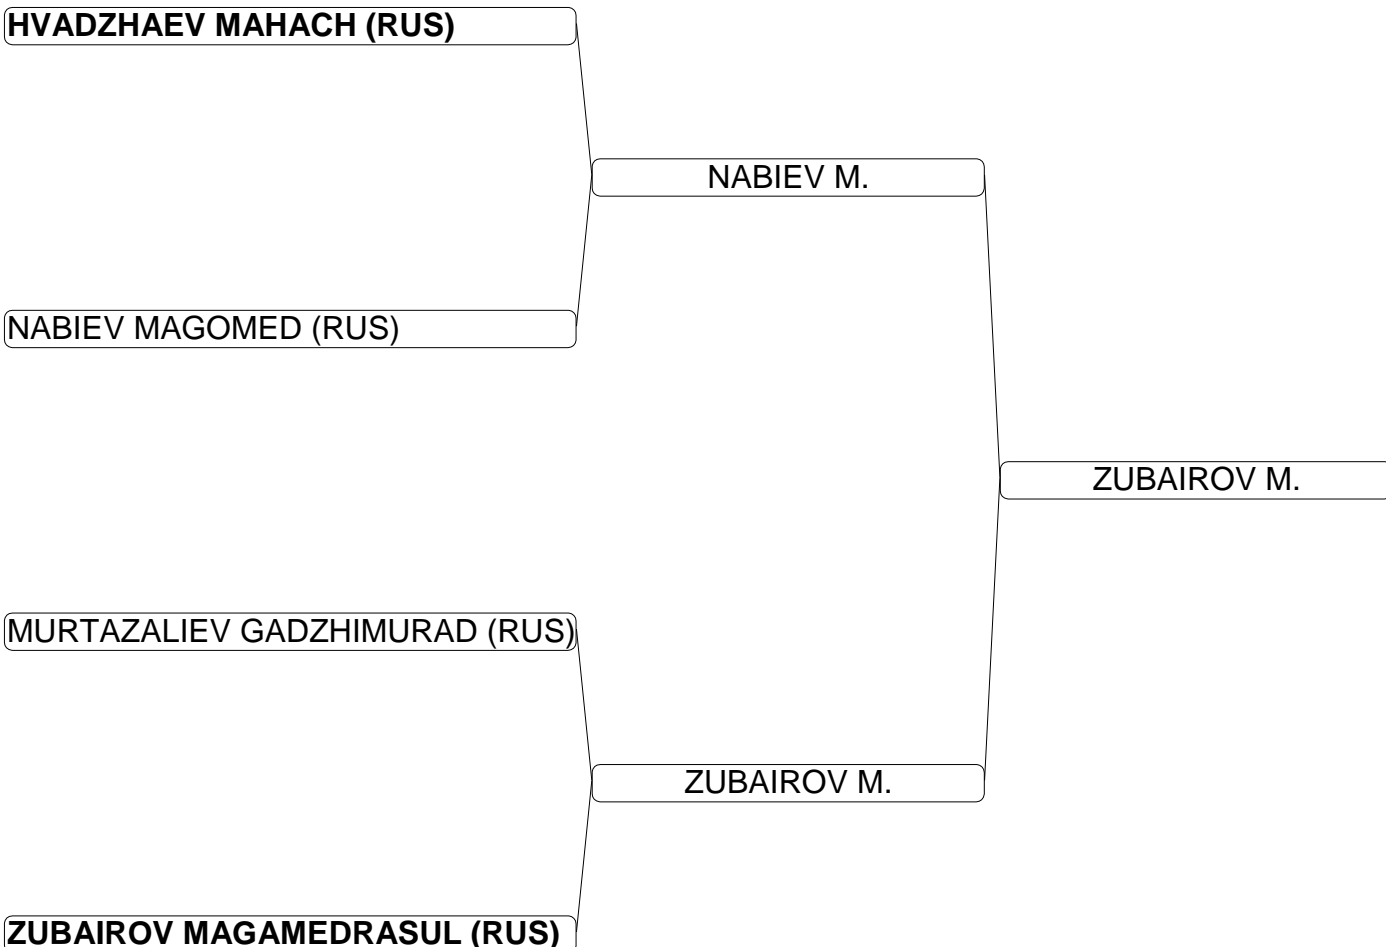 HVADZHAEV MAHACH (RUS)
NABIEV M.
NABIEV MAGOMED (RUS)
ZUBAIROV M.
MURTAZALIEV GADZHIMURAD (RUS)
ZUBAIROV M.
ZUBAIROV MAGAMEDRASUL (RUS)